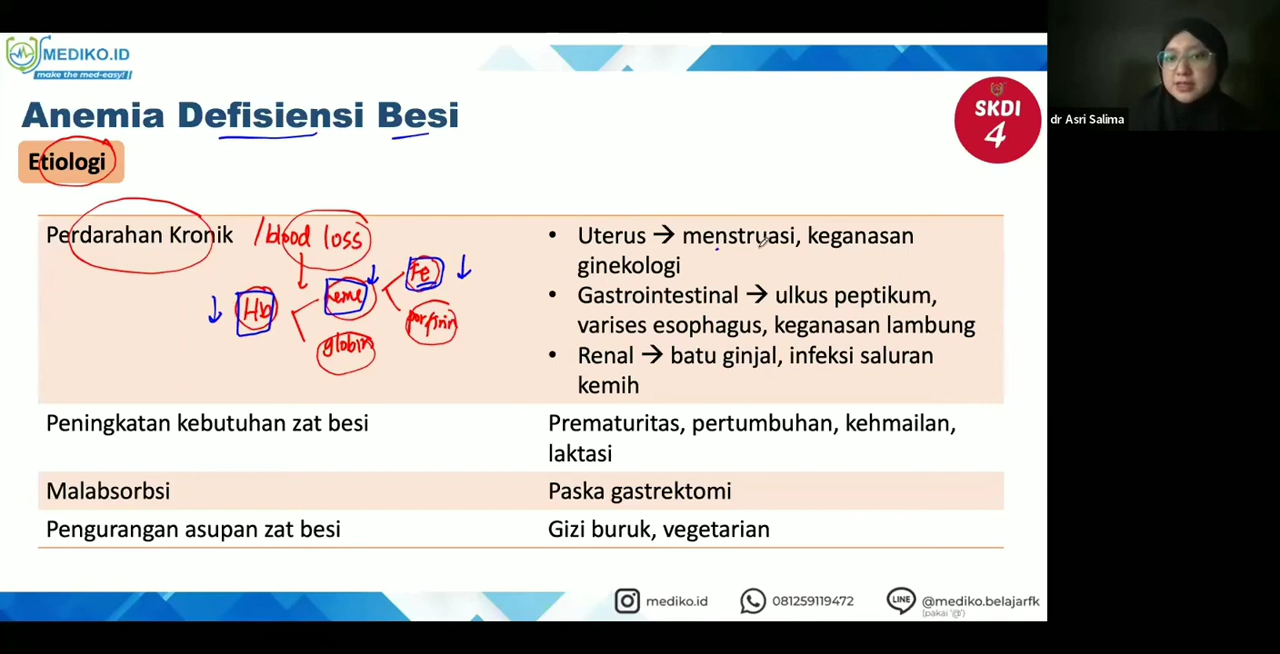 MEDIKO.ID
make the med-easy!
Anemia Defisiensi Besi
SKDI
4
dr Asri Salima
Etiologi
Perdarahan Kronik /blood loss
Hb
heme
globin
Fe
porfirin
• Uterus → menstruasi, keganasan
ginekologi
• Gastrointestinal → ulkus peptikum,
varises esophagus, keganasan lambung
• Renal → batu ginjal, infeksi saluran
kemih
Peningkatan kebutuhan zat besi
Prematuritas, pertumbuhan, kehmailan,
laktasi
Malabsorbsi
Paska gastrektomi
Pengurangan asupan zat besi
Gizi buruk, vegetarian
mediko.id
081259119472
LINE
@mediko.belajarfk
(pakai '@')